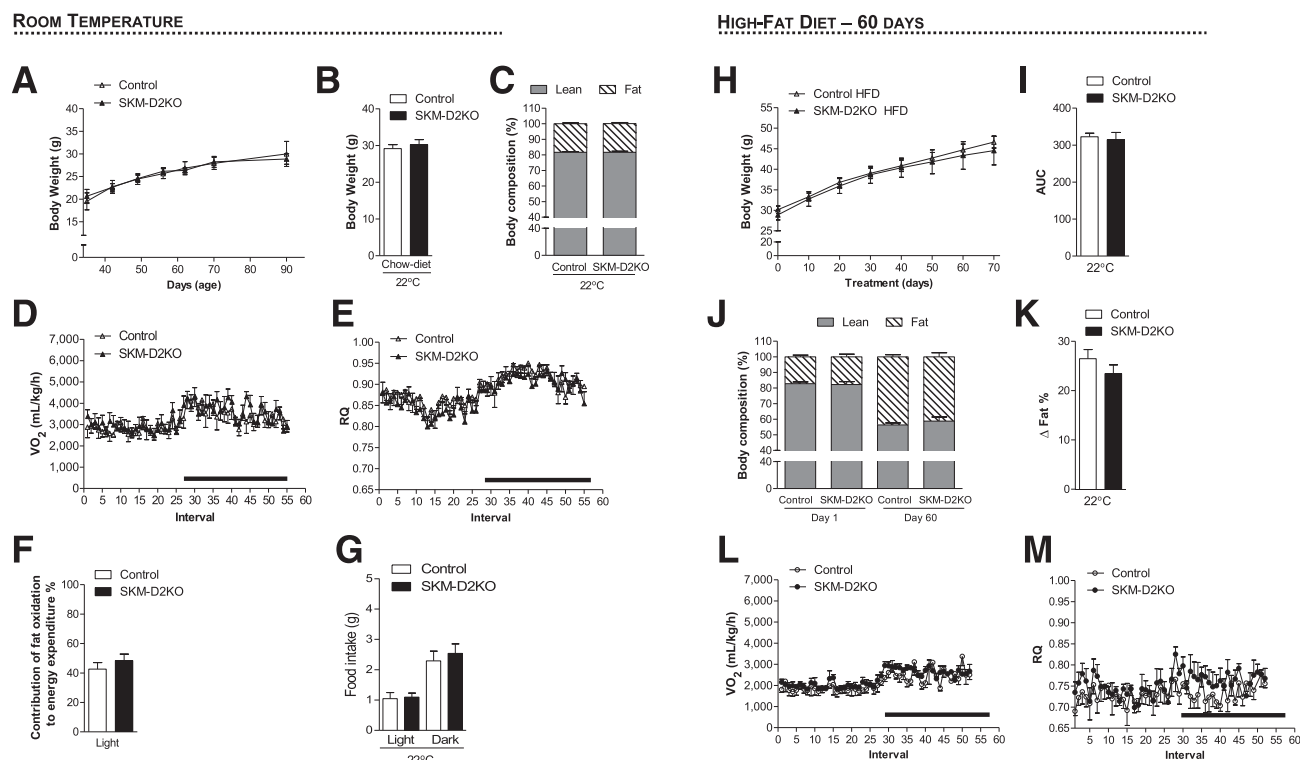 ROOM TEMPERATURE
HIGH-FAT DIET – 60 DAYS
A
Control
SKM-D2KO
Body Weight (g)
40
35
30
25
20
15
0
40
50
60
70
80
90
Days (age)
B
Control
SKM-D2KO
Body Weight (g)
40
30
20
10
0
Chow-diet
22°C
C
Lean
Fat
Body composition (%)
110
100
90
80
70
60
50
40
40
0
Control
SKM-D2KO
22°C
H
Control HFD
SKM-D2KO HFD
Body Weight (g)
55
50
45
40
35
30
25
20
0
0
10
20
30
40
50
60
70
Treatment (days)
I
Control
SKM-D2KO
AUC
400
300
200
100
0
22°C
D
Control
SKM-D2KO
VO2 (mL/kg/h)
7,000
6,000
5,000
4,000
3,000
2,000
1,000
0
0 5 10 15 20 25 30 35 40 45 50 55 60
Interval
E
Control
SKM-D2KO
RQ
1.00
0.95
0.90
0.85
0.80
0.75
0.70
0.65
0 5 10 15 20 25 30 35 40 45 50 55 60
Interval
J
Lean
Fat
Body composition (%)
110
100
90
80
70
60
50
40
40
0
Control
SKM-D2KO
Control
SKM-D2KO
Day 1
Day 60
K
Control
SKM-D2KO
Δ Fat %
30
20
10
0
22°C
F
Control
SKM-D2KO
Contribution of fat oxidation
to energy expenditure %
100
80
60
40
20
0
Light
G
Control
SKM-D2KO
Food intake (g)
5
4
3
2
1
0
Light
Dark
22°C
L
Control
SKM-D2KO
VO2 (mL/kg/h)
7,000
6,000
5,000
4,000
3,000
2,000
1,000
0
0 5 10 15 20 25 30 35 40 45 50 55 60
Interval
M
Control
SKM-D2KO
RQ
1.00
0.95
0.90
0.85
0.80
0.75
0.70
0.65
5 10 15 20 25 30 35 40 45 50 55 60
Interval